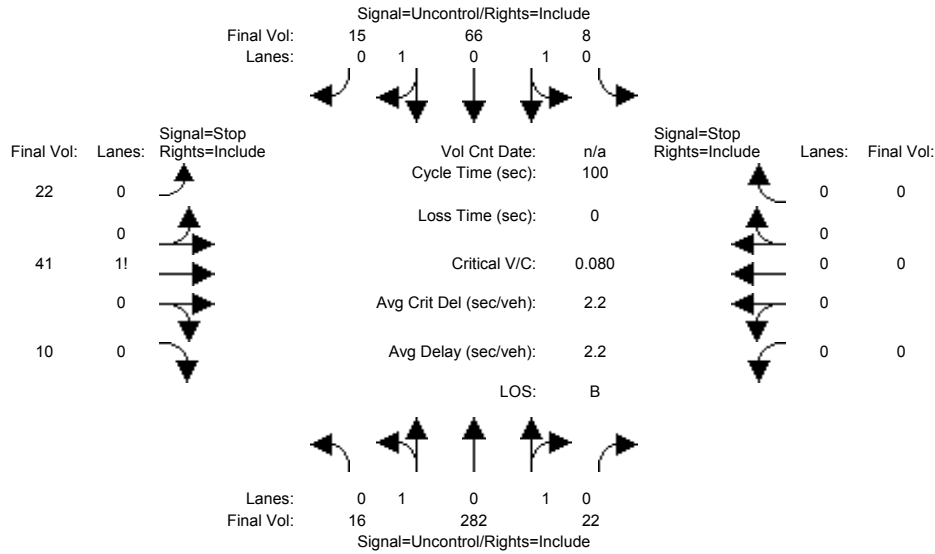 Signal=Uncontrol/Rights=Include
Final Vol: 15 66 8
Lanes: 0 1 0 1 0
Signal=Stop
Final Vol: Lanes: Rights=Include
Vol Cnt Date: n/a
Signal=Stop
Rights=Include Lanes: Final Vol:
Cycle Time (sec): 100
22 0
0 0
Loss Time (sec): 0
0
0
41 1!
Critical V/C: 0.080
0 0
0
Avg Crit Del (sec/veh): 2.2
0
10 0
Avg Delay (sec/veh): 2.2
0 0
LOS: B
Lanes: 0 1 0 1 0
Final Vol: 16 282 22
Signal=Uncontrol/Rights=Include